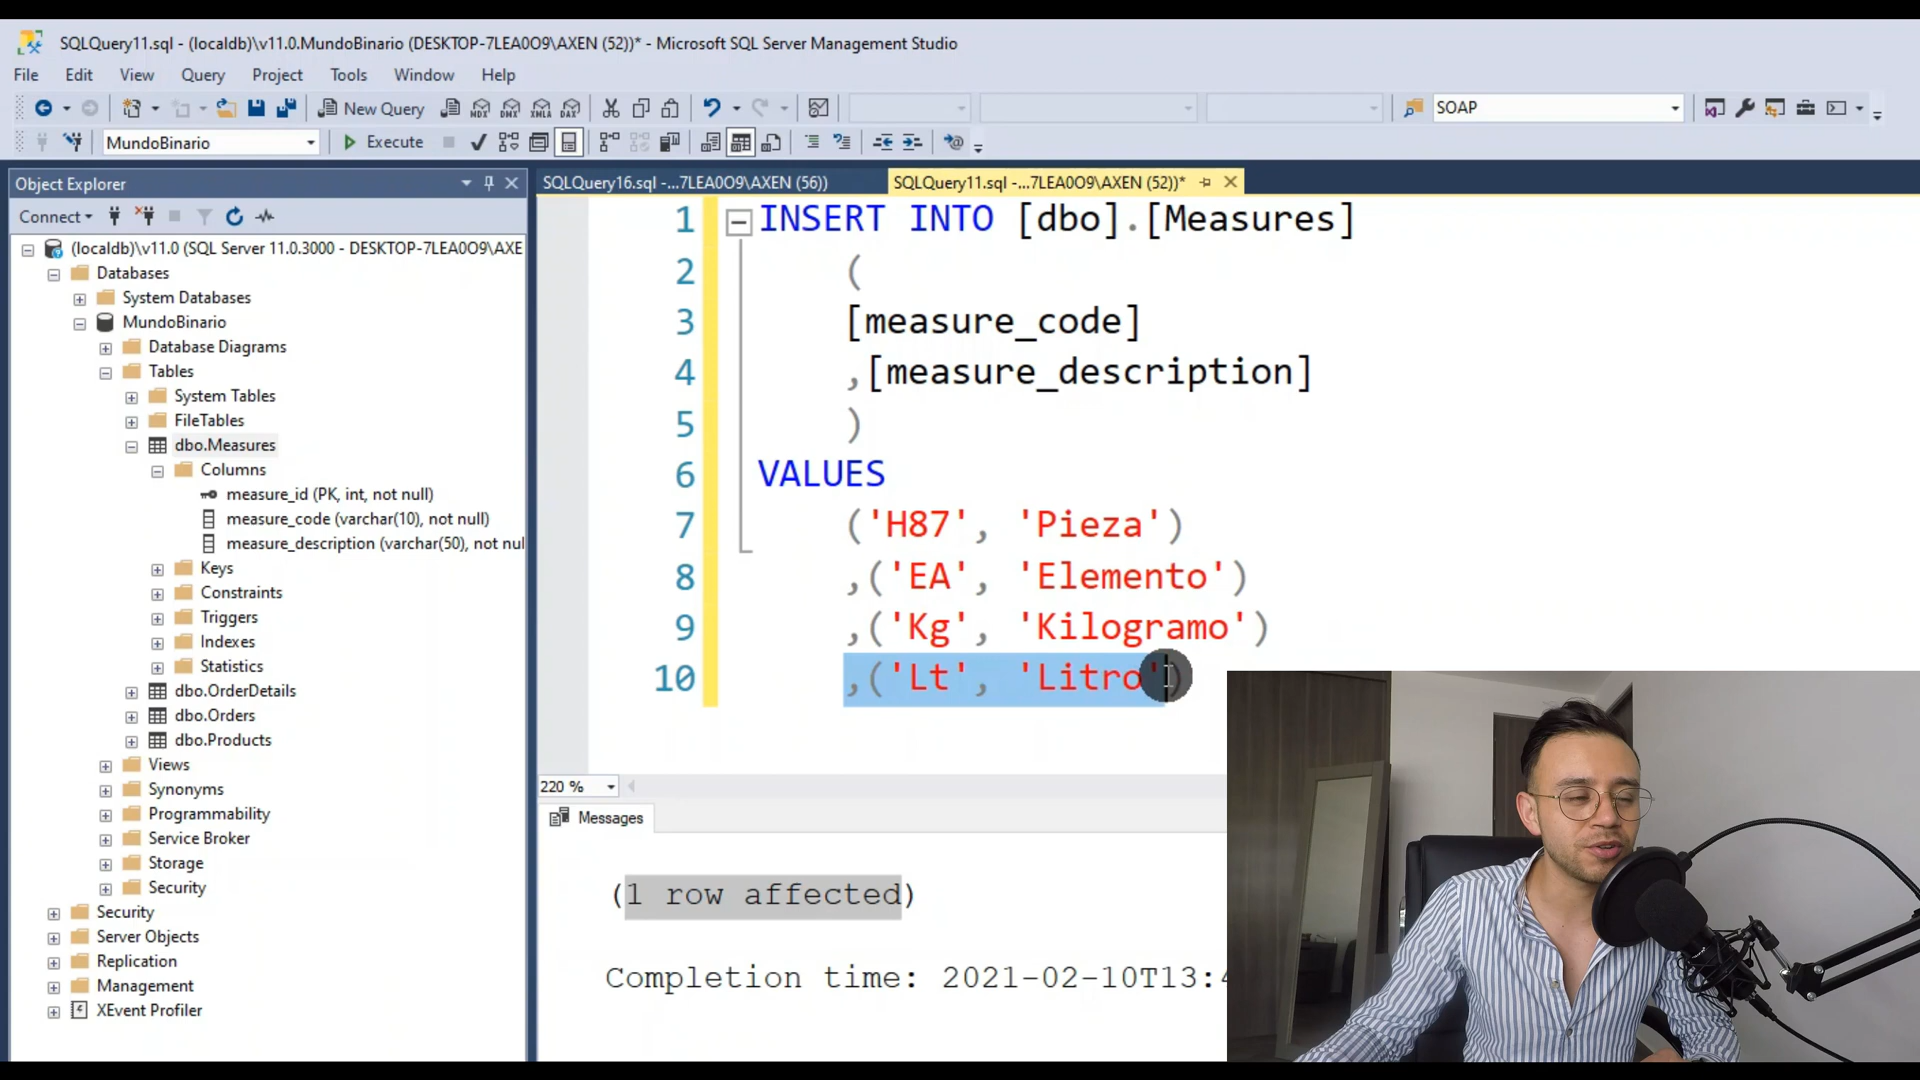 SQLQuery11.sql - (localdb)\v11.0.MundoBinario (DESKTOP-7LEA0O9\AXEN (52))* - Microsoft SQL Server Management Studio
File Edit View Query Project Tools Window Help
New Query MDX DMX XMLA DAX SOAP
MundoBinario Execute
Object Explorer
SQLQuery16.sql -...7LEA0O9\AXEN (56)) SQLQuery11.sql -...7LEA0O9\AXEN (52))*
Connect
(localdb)\v11.0 (SQL Server 11.0.3000 - DESKTOP-7LEA0O9\AXE
Databases
System Databases
MundoBinario
Database Diagrams
Tables
System Tables
FileTables
dbo.Measures
Columns
measure_id (PK, int, not null)
measure_code (varchar(10), not null)
measure_description (varchar(50), not nul
Keys
Constraints
Triggers
Indexes
Statistics
dbo.OrderDetails
dbo.Orders
dbo.Products
Views
Synonyms
Programmability
Service Broker
Storage
Security
Security
Server Objects
Replication
Management
XEvent Profiler
1 INSERT INTO [dbo].[Measures]
2 (
3 [measure_code]
4 ,[measure_description]
5 )
6 VALUES
7 ('H87', 'Pieza')
8 ,('EA', 'Elemento')
9 ,('Kg', 'Kilogramo')
10 ,('Lt', 'Litro')
220 %
Messages
(1 row affected)
Completion time: 2021-02-10T13:4